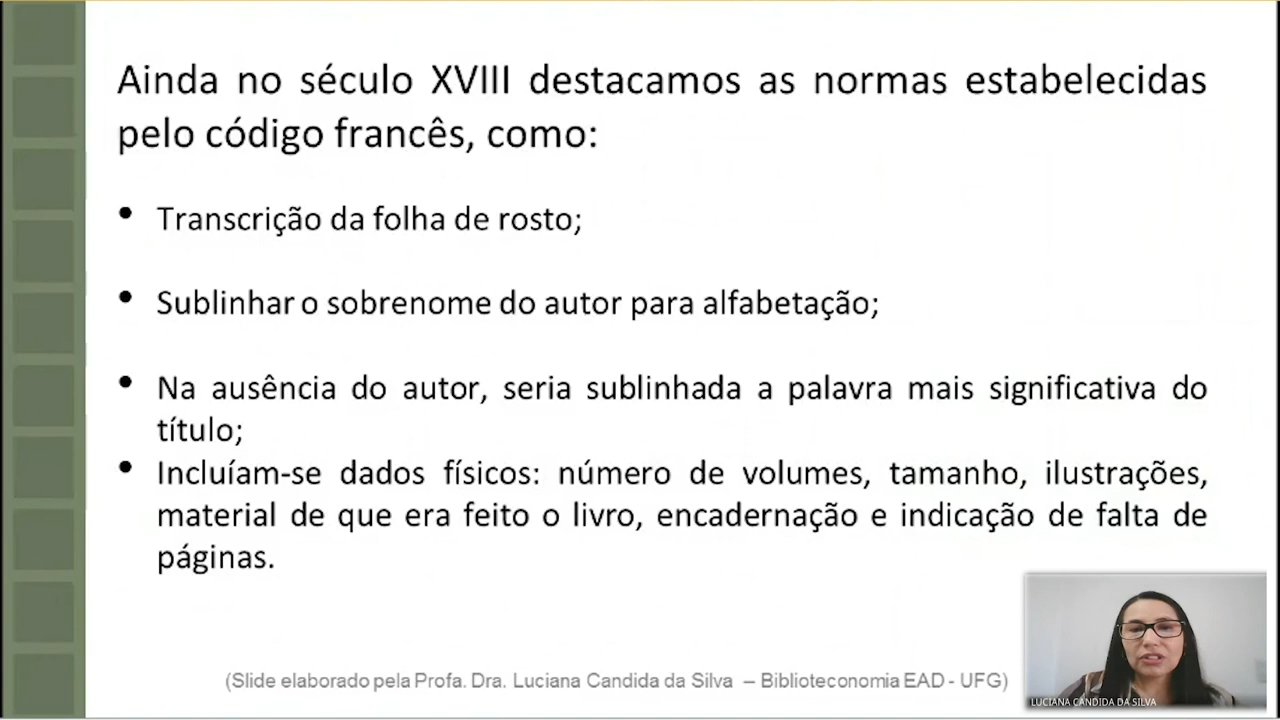 Ainda no século XVIII destacamos as normas estabelecidas
pelo código francês, como:
• Transcrição da folha de rosto;
• Sublinhar o sobrenome do autor para alfabetação;
• Na ausência do autor, seria sublinhada a palavra mais significativa do
título;
• Incluíam-se dados físicos: número de volumes, tamanho, ilustrações,
material de que era feito o livro, encadernação e indicação de falta de
páginas.
(Slide elaborado pela Profa. Dra. Luciana Candida da Silva – Biblioteconomia EAD - UFG)
LUCIANA CANDIDA DA SILVA